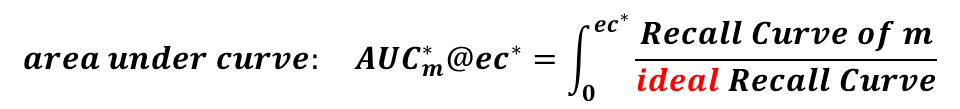 area under curve: AUC*m@ec* = ∫0ec* Recall Curve of m / ideal Recall Curve